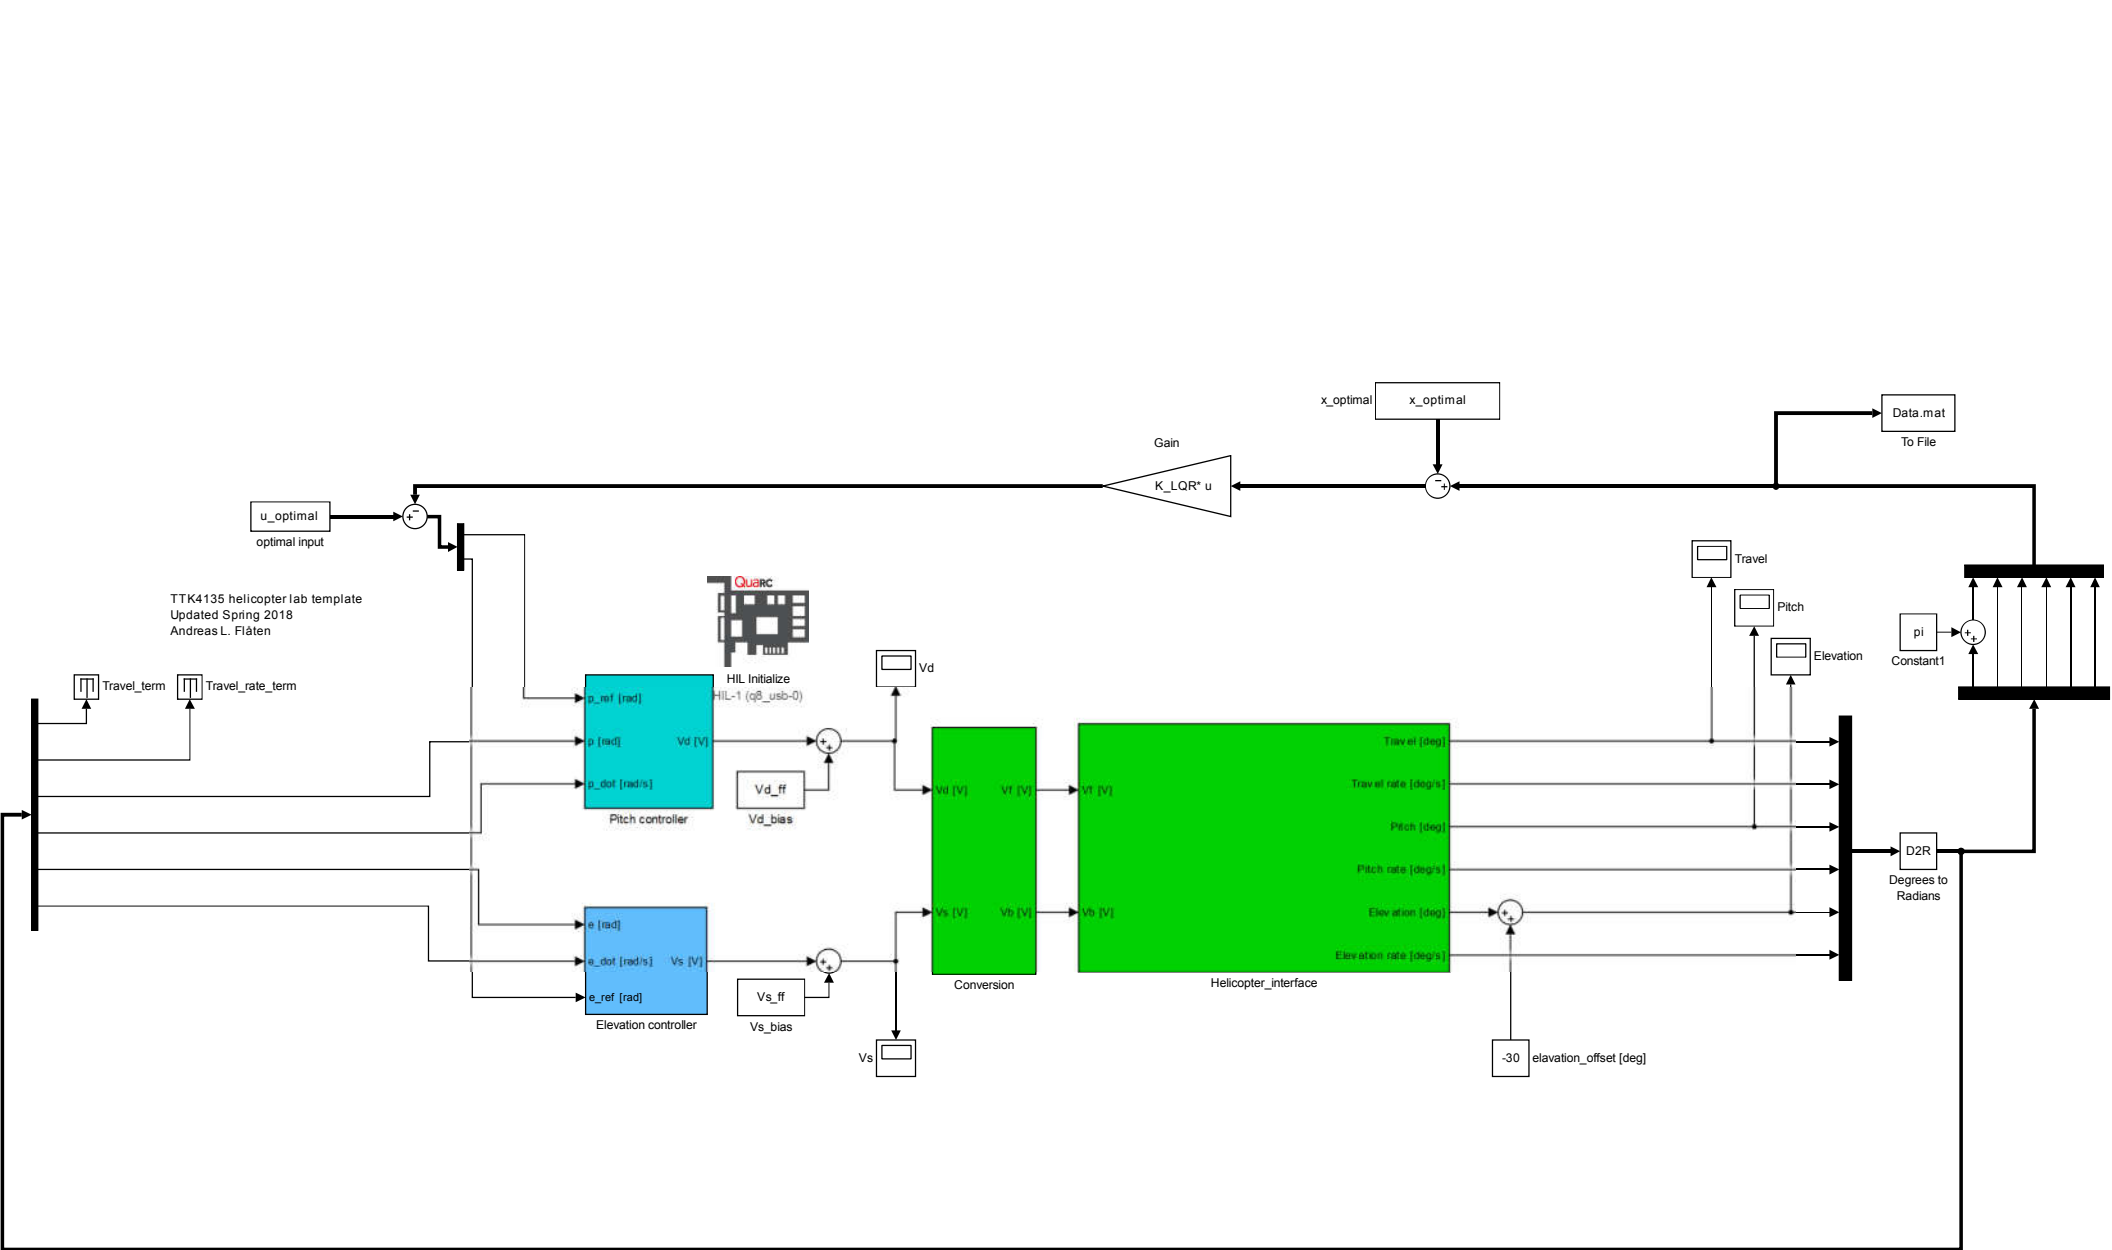 x_optimal
x_optimal
Data.mat
To File
Gain
K_LQR* u
-
+
u_optimal
optimal input
+
-
Travel
Pitch
Elevation
TTK4135 helicopter lab template
Updated Spring 2018
Andreas L. Flåten
QUARC
HIL Initialize
HIL-1 (q8_usb-0)
pi
Constant1
+
+
Travel_term
Travel_rate_term
Vd
p_ref [rad]
p [rad]
p_dot [rad/s]
Vd [V]
Pitch controller
+
+
Vd_ff
Vd_bias
Vd [V]
Vs [V]
Vf [V]
Vb [V]
Conversion
Vf [V]
Vb [V]
Travel [deg]
Travel rate [deg/s]
Pitch [deg]
Pitch rate [deg/s]
Elevation [deg]
Elevation rate [deg/s]
Helicopter_interface
D2R
Degrees to
Radians
e [rad]
e_dot [rad/s]
e_ref [rad]
Vs [V]
Elevation controller
+
+
Vs_ff
Vs_bias
Vs
+
+
-30
elavation_offset [deg]